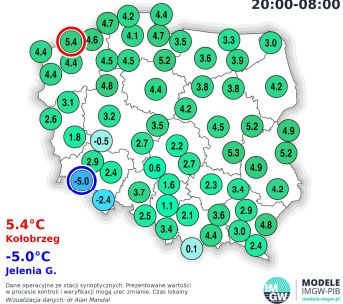 20:00-08:00
4.7 4.2 4.4
5.4 4.6 4.1 4.7 3.5 3.3 3.0
4.4 4.4 4.5 4.5 5.2 3.6 3.9
4.4 4.8 4.4 3.8 3.8 4.2
3.1 4.2
2.6 3.2 3.5 4.5 5.2 4.9
1.8 -0.5 2.7 2.2 5.3 5.2
2.9 2.4 0.6 2.7 4.9
-5.0 3.7 1.6 2.3 3.4 4.2
-2.4 1.1
2.5 2.1 3.6 2.9 4.8
3.4 4.4 3.0
0.1 2.4
5.4°C
Kołobrzeg
-5.0°C
Jelenia G.
Dane operacyjne ze stacji synoptycznych. Prezentowane wartości
w procesie kontroli i weryfikacji mogą ulec zmianie. Czas lokalny.
Wizualizacja danych: dr Alan Mandal
IM
GW
MODELE
IMGW-PIB
modele.imgw.pl